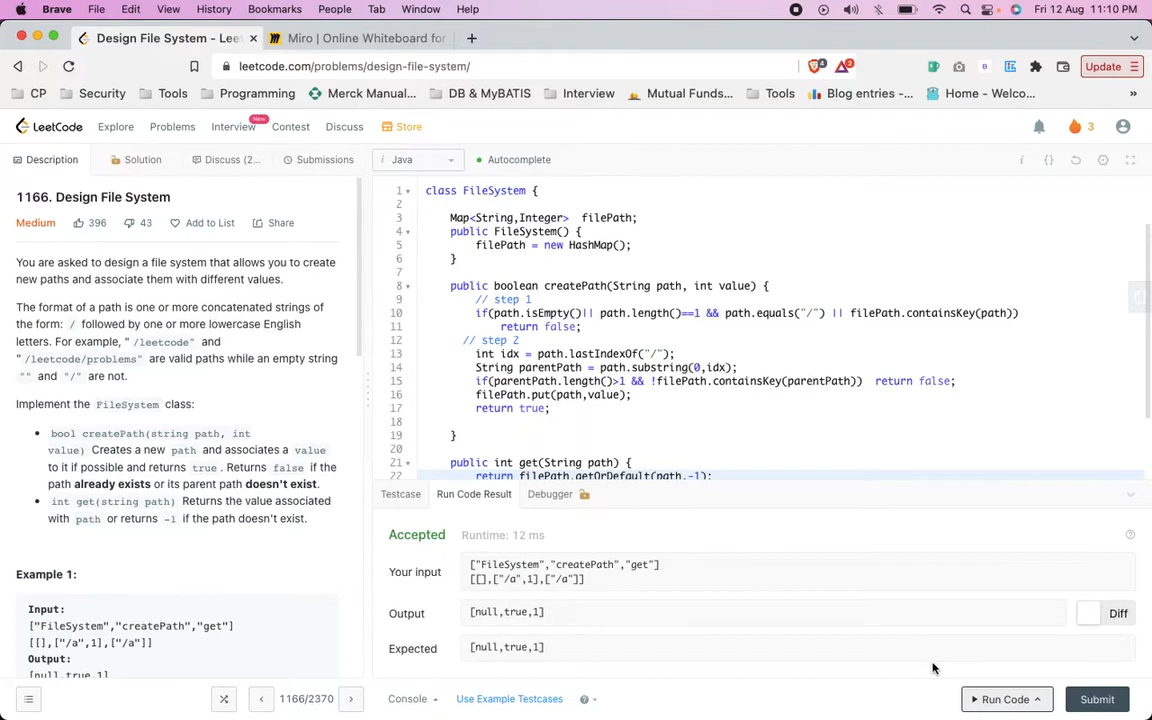 Brave File Edit View History Bookmarks People Tab Window Help Fri 12 Aug 11:10 PM
Design File System - Lee × Miro | Online Whiteboard for +
leetcode.com/problems/design-file-system/ 4 2 Update
CP Security Tools Programming Merck Manual... DB & MyBATIS Interview Mutual Funds... Tools Blog entries -... Home - Welco... »
LeetCode Explore Problems Interview New Contest Discuss Store 3
Description Solution Discuss (2... Submissions i Java Autocomplete
1166. Design File System
Medium 396 43 Add to List Share
You are asked to design a file system that allows you to create
new paths and associate them with different values.
The format of a path is one or more concatenated strings of
the form: / followed by one or more lowercase English
letters. For example, "/leetcode" and
"/leetcode/problems" are valid paths while an empty string
"" and "/" are not.
Implement the FileSystem class:
• bool createPath(string path, int
value) Creates a new path and associates a value
to it if possible and returns true. Returns false if the
path already exists or its parent path doesn't exist.
• int get(string path) Returns the value associated
with path or returns -1 if the path doesn't exist.
Example 1:
Input:
["FileSystem","createPath","get"]
[[],["/a",1],["/a"]]
Output:
[null,true,1]
1 class FileSystem {
2
3 Map<String,Integer> filePath;
4 public FileSystem() {
5 filePath = new HashMap();
6 }
7
8 public boolean createPath(String path, int value) {
9 // step 1
10 if(path.isEmpty()|| path.length()==1 && path.equals("/") || filePath.containsKey(path))
11 return false;
12 // step 2
13 int idx = path.lastIndexOf("/");
14 String parentPath = path.substring(0,idx);
15 if(parentPath.length()>1 && !filePath.containsKey(parentPath)) return false;
16 filePath.put(path,value);
17 return true;
18
19 }
20
21 public int get(String path) {
22 return filePath.getOrDefault(path,-1);
Testcase Run Code Result Debugger
Accepted Runtime: 12 ms
Your input ["FileSystem","createPath","get"]
[[],["/a",1],["/a"]]
Output [null,true,1] Diff
Expected [null,true,1]
1166/2370 Console Use Example Testcases Run Code Submit